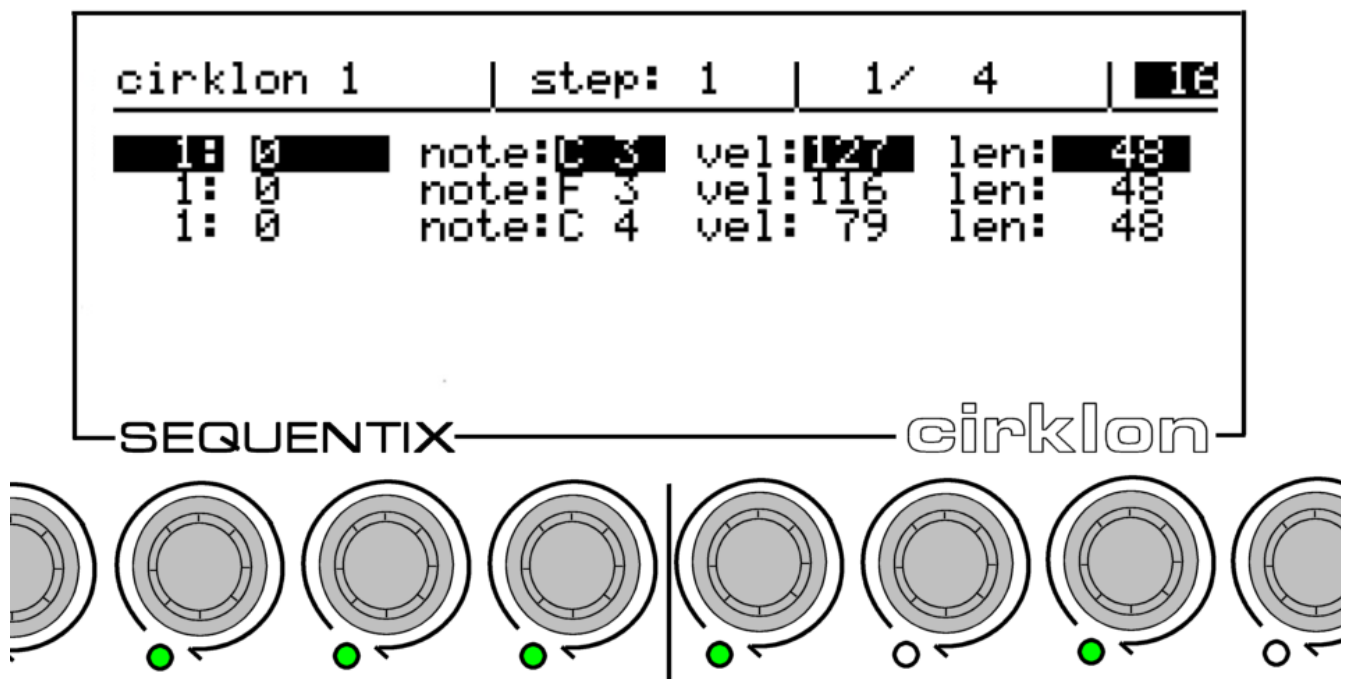 cirklon 1 | step: 1 | 1/ 4 | 16
1: 0 note:C 3 vel:127 len: 48
1: 0 note:F 3 vel:116 len: 48
1: 0 note:C 4 vel: 79 len: 48
SEQUENTIX cirklon